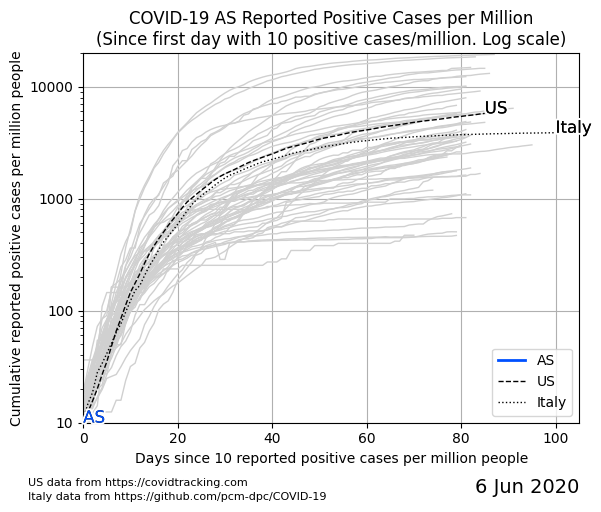 COVID-19 AS Reported Positive Cases per Million
(Since first day with 10 positive cases/million. Log scale)
Cumulative reported positive cases per million people
10000
1000
100
10
US
Italy
AS
AS
US
Italy
0
20
40
60
80
100
Days since 10 reported positive cases per million people
US data from https://covidtracking.com
Italy data from https://github.com/pcm-dpc/COVID-19
6 Jun 2020